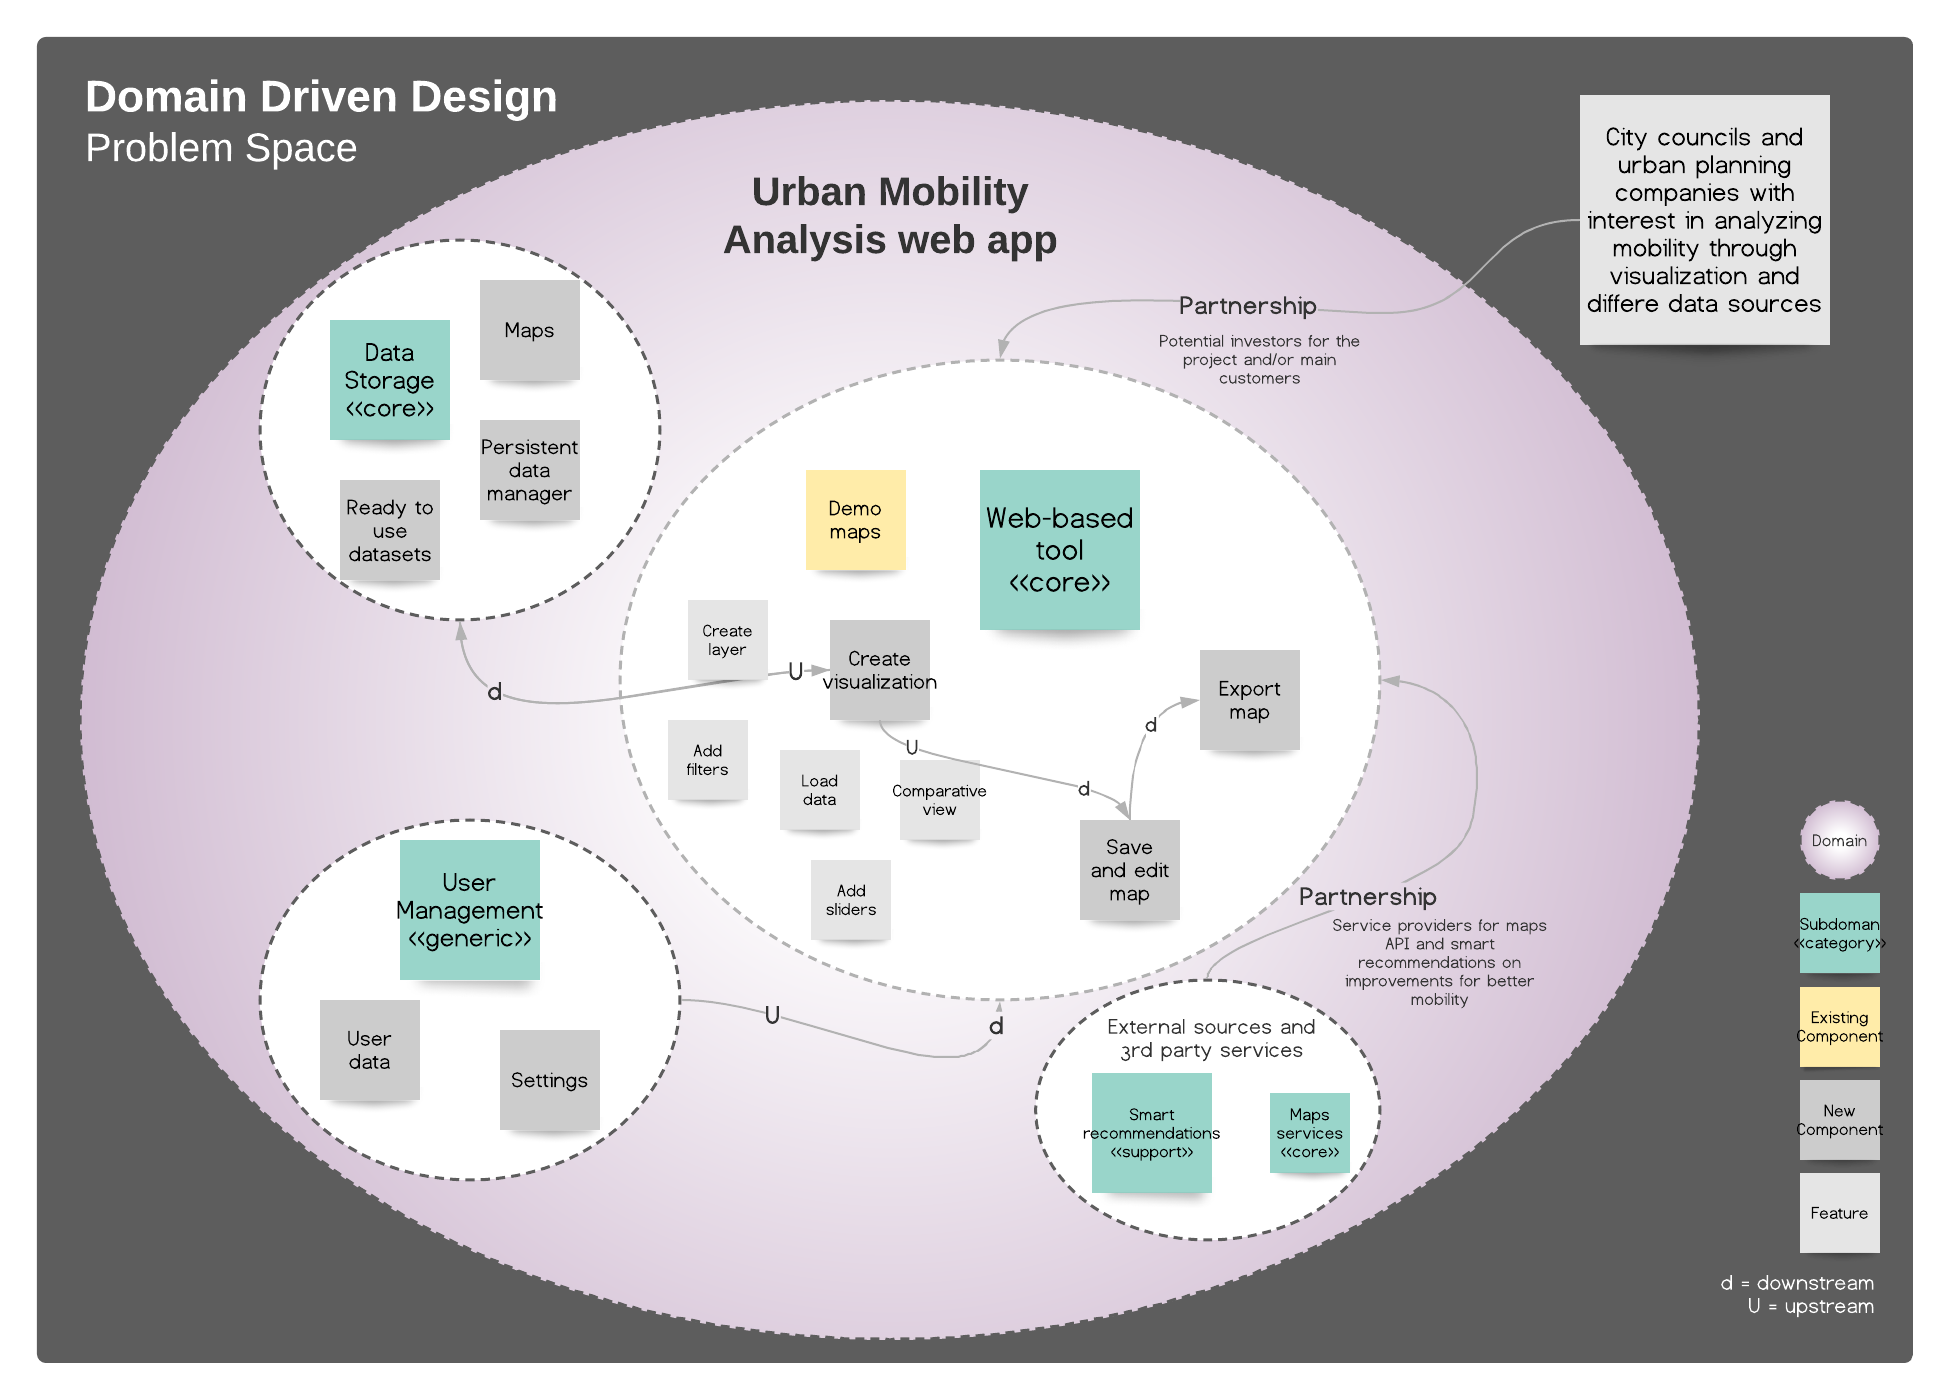 Domain Driven Design
Problem Space
Urban Mobility
Analysis web app
City councils and
urban planning
companies with
interest in analyzing
mobility through
visualization and
differe data sources
Partnership
Potential investors for the
project and/or main
customers
Data
Storage
<<core>>
Maps
Persistent
data
manager
Ready to
use
datasets
d
U
Demo
maps
Web-based
tool
<<core>>
Create
layer
Create
visualization
Add
filters
Load
data
Comparative
view
Add
sliders
U
d
d
Export
map
Save
and edit
map
User
Management
<<generic>>
User
data
Settings
U
d
Partnership
Service providers for maps
API and smart
recommendations on
improvements for better
mobility
External sources and
3rd party services
Smart
recommendations
<<support>>
Maps
services
<<core>>
Domain
Subdoman
<<category>>
Existing
Component
New
Component
Feature
d = downstream
U = upstream